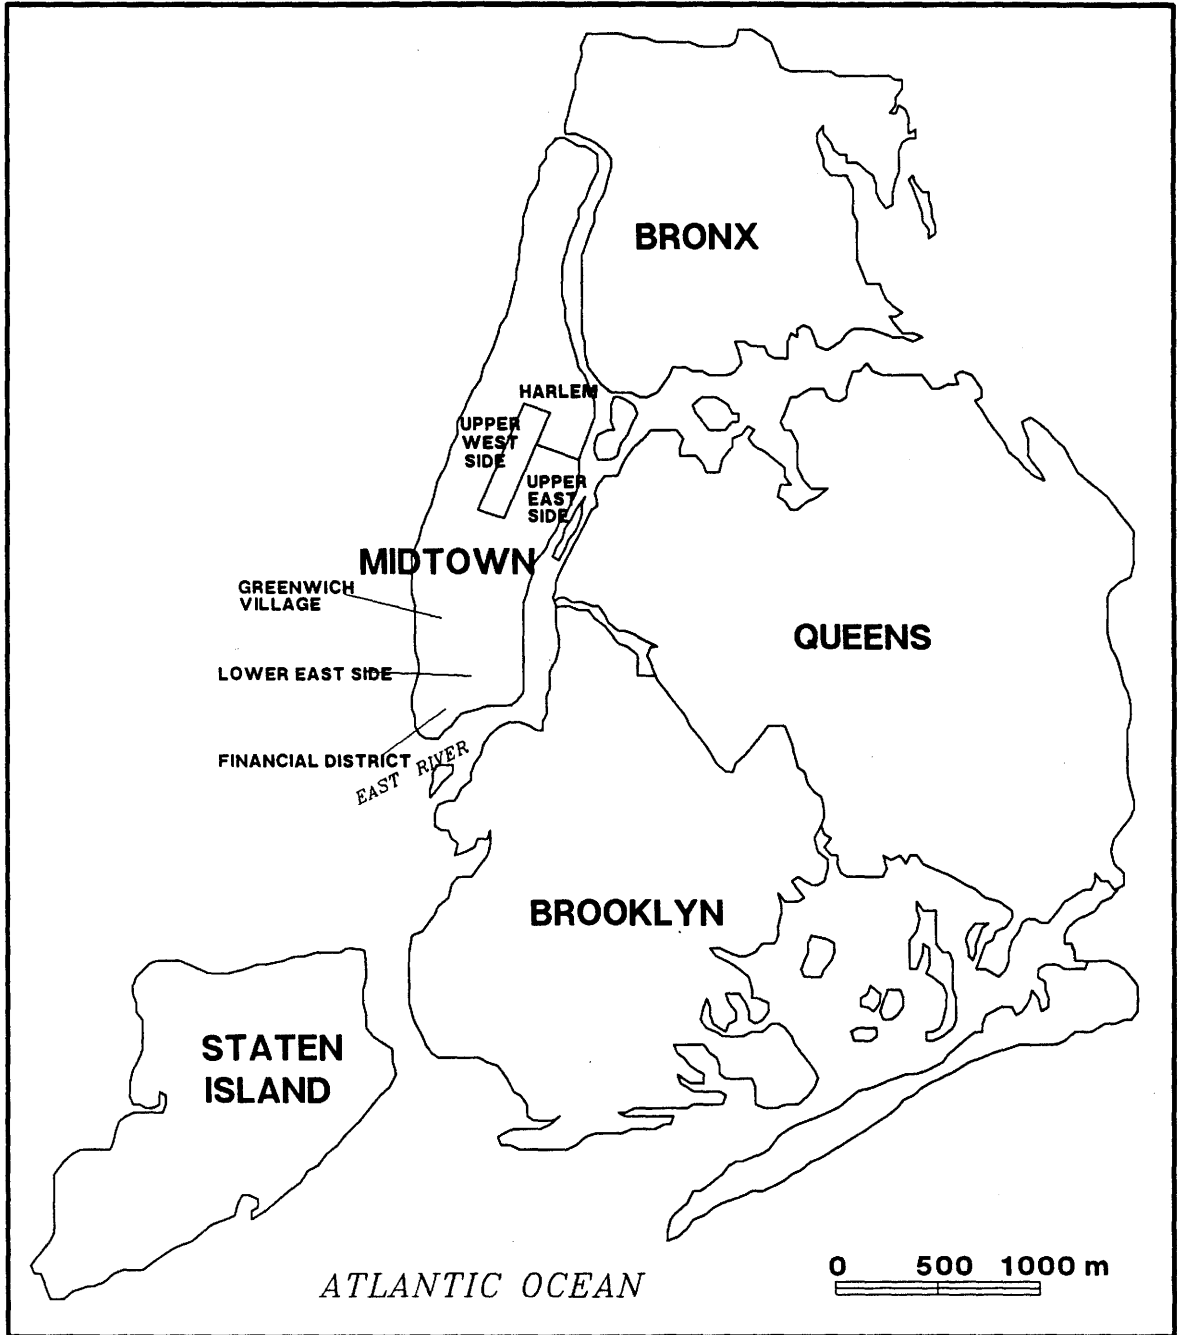 BRONX
HARLEM
UPPER
WEST
SIDE
UPPER
EAST
SIDE
MIDTOWN
GREENWICH
VILLAGE
QUEENS
LOWER EAST SIDE
FINANCIAL DISTRICT
EAST RIVER
BROOKLYN
STATEN
ISLAND
0 500 1000 m
ATLANTIC OCEAN